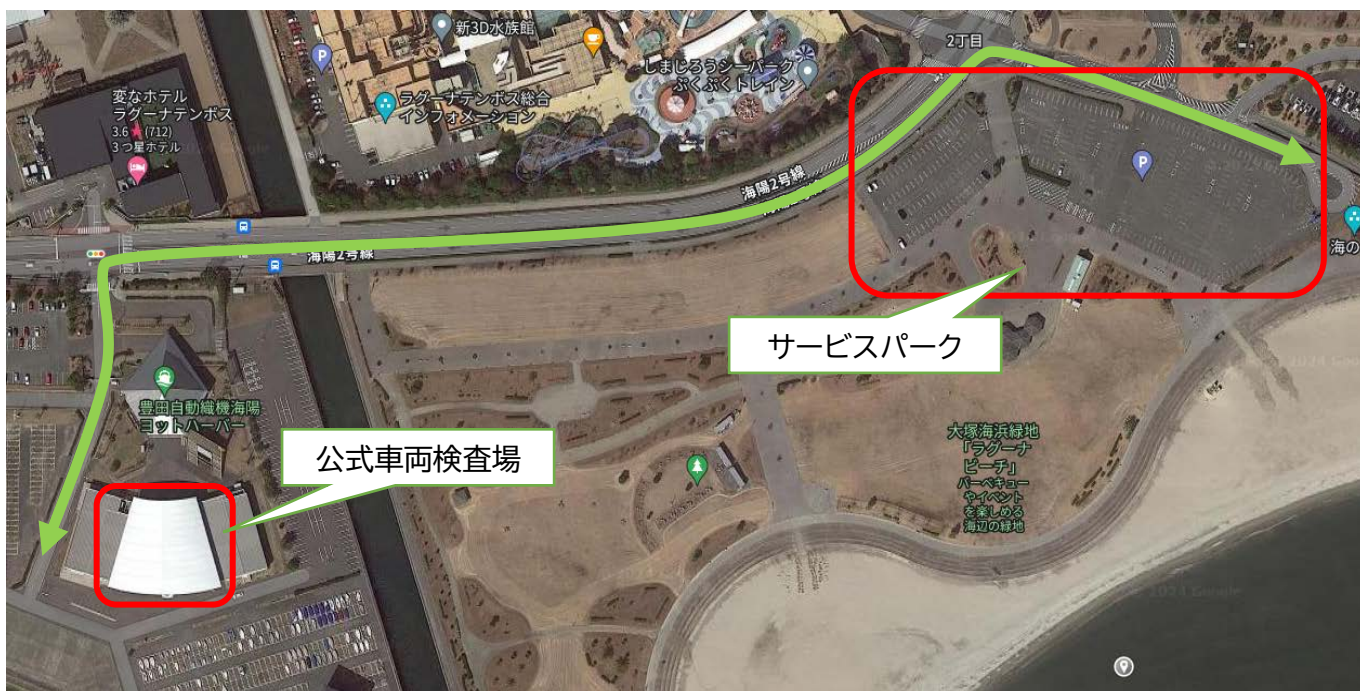 新3D水族館
2丁目
しまじろうシーパーク
ぷくぷくトレイン
P
変なホテル
ラグーナテンボス
3.6★(712)
3つ星ホテル
ラグーナテンボス総合
インフォメーション
P
海陽2号線
海の
海陽2号線
サービスパーク
豊田自動織機海陽
ヨットハーバー
公式車両検査場
大塚海浜緑地
「ラグーナ
ビーチ」
バーベキュー
やイベント
を楽しめる
海辺の緑地